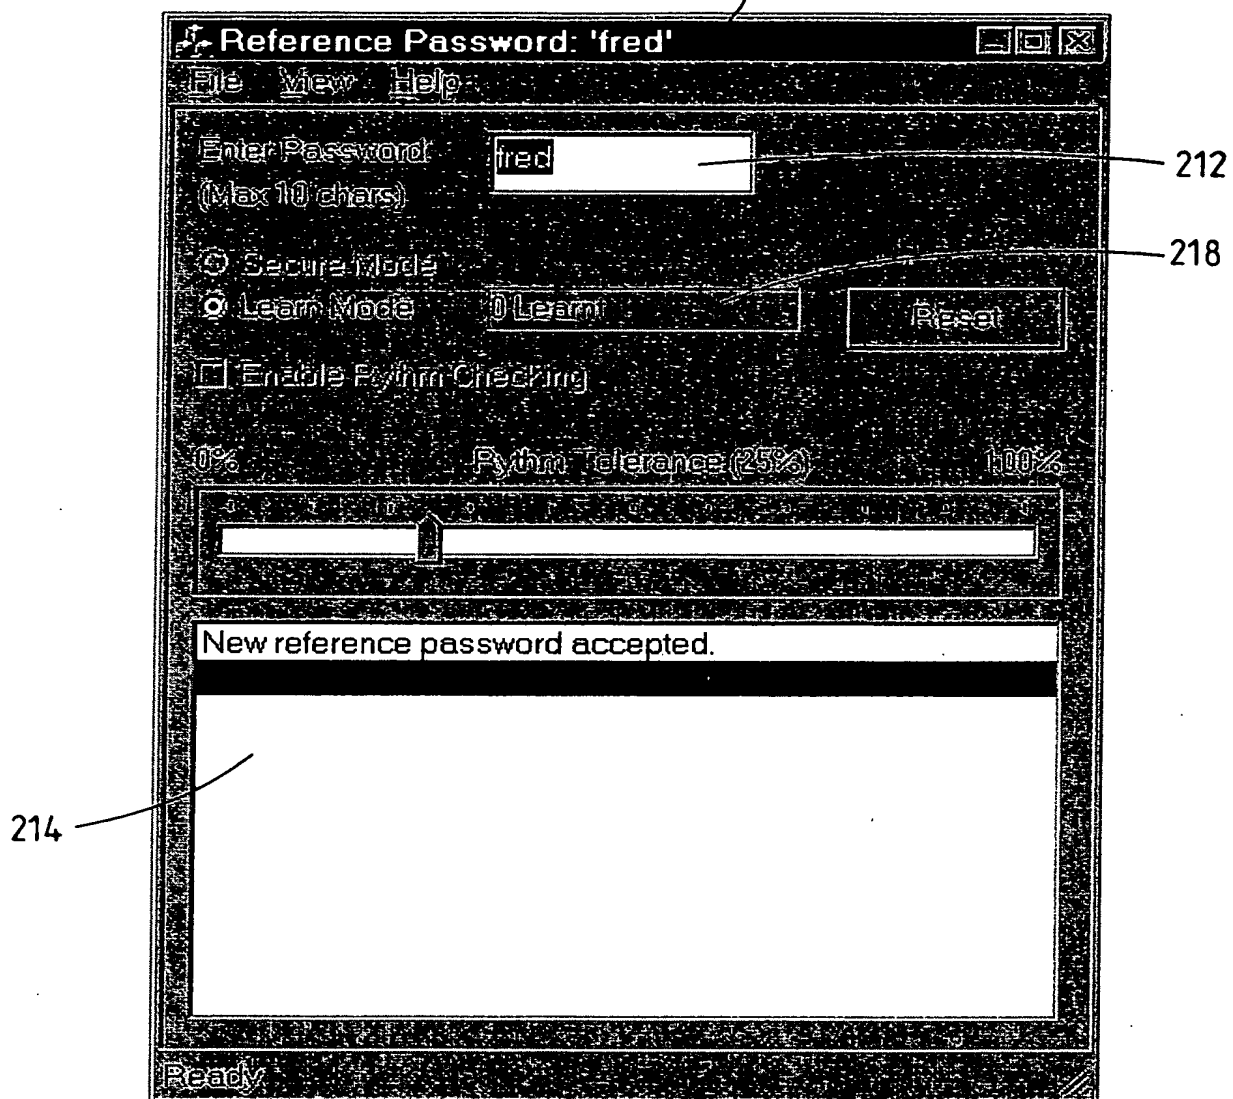 Reference Password: 'fred'
File View Help
Enter Password
fred
212
(Max 10 chars)
Secure Mode
218
Learn Mode
0 Learnt
Reset
Enable Rythm Checking
0%
Rythm Tolerance (25%)
100%
New reference password accepted.
214
Ready